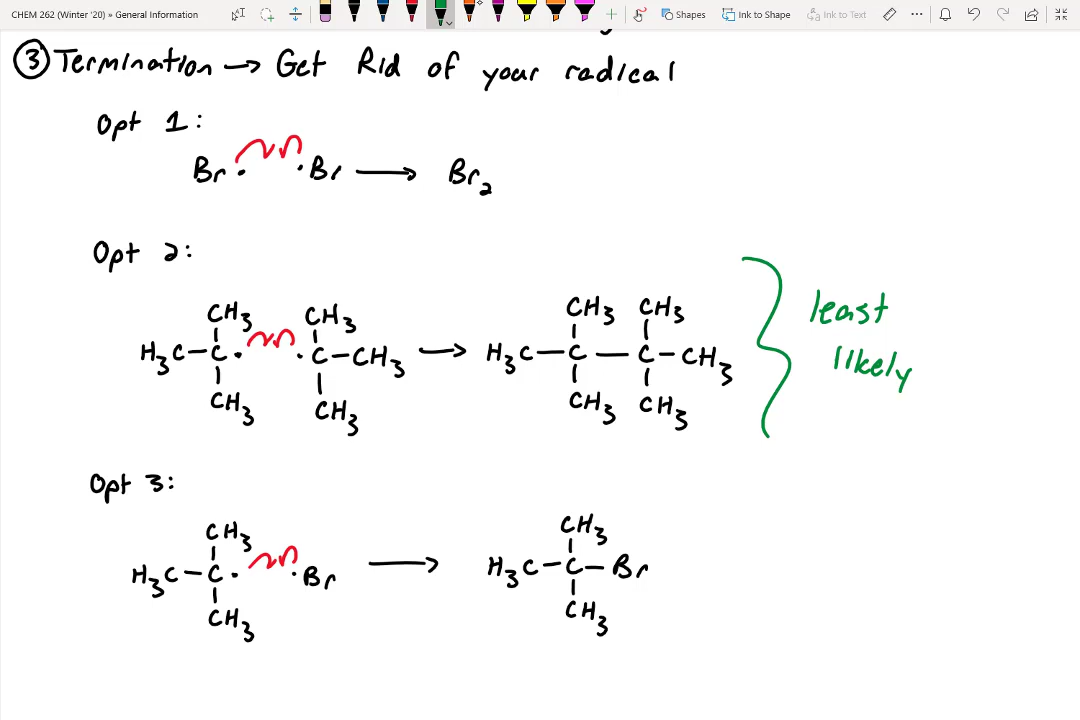 CHEM 262 (Winter '20) » General Information
Shapes
Ink to Shape
Ink to Text
③ Termination → Get Rid of your radical
Opt 1:
Br· ·Br → Br₂
Opt 2:
CH₃ CH₃ CH₃ CH₃
H₃C-C· ·C-CH₃ → H₃C-C-C-CH₃
CH₃ CH₃ CH₃ CH₃
least
likely
Opt 3:
CH₃ CH₃
H₃C-C· ·Br → H₃C-C-Br
CH₃ CH₃